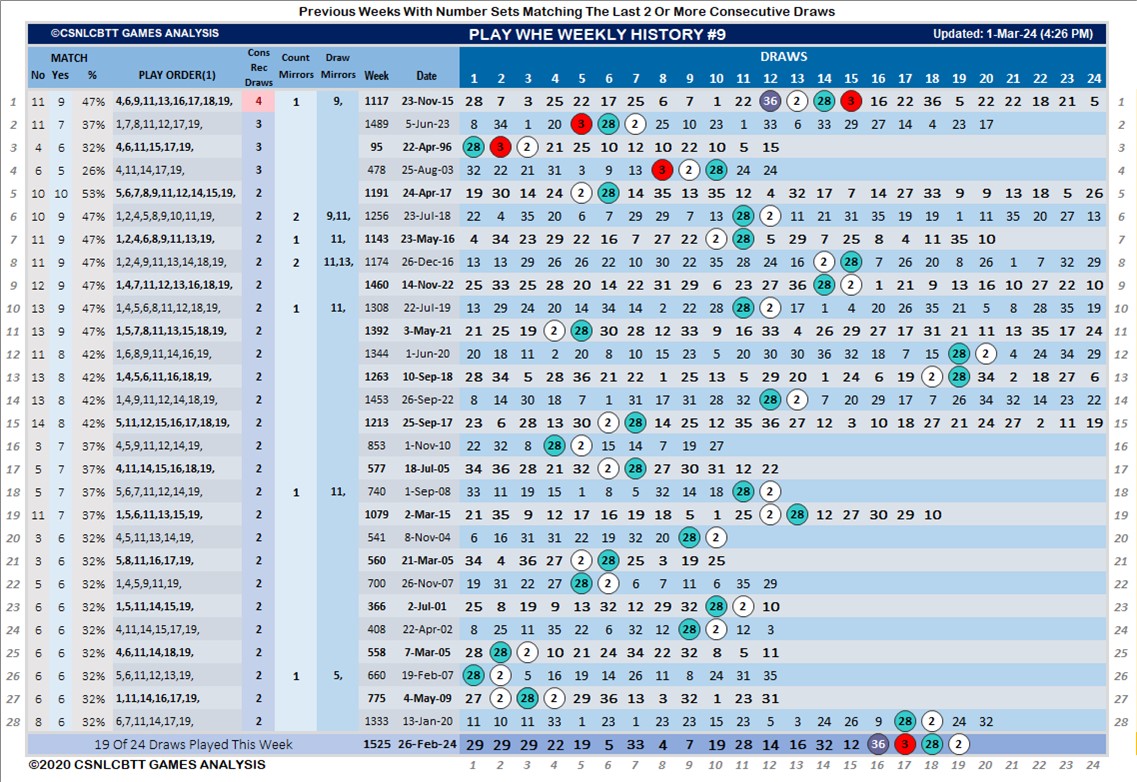 Previous Weeks With Number Sets Matching The Last 2 Or More Consecutive Draws
©CSNLCBTT GAMES ANALYSIS PLAY WHE WEEKLY HISTORY #9 Updated: 1-Mar-24 (4:26 PM)
MATCH Cons Rec Draws Count Mirrors Draw Mirrors DRAWS
No Yes % PLAY ORDER(1) Week Date 1 2 3 4 5 6 7 8 9 10 11 12 13 14 15 16 17 18 19 20 21 22 23 24
1 11 9 47% 4,6,9,11,13,16,17,18,19, 4 1 9, 1117 23-Nov-15 28 7 3 25 22 17 25 6 7 1 22 36 2 28 3 16 22 36 5 22 22 18 21 5 1
2 11 7 37% 1,7,8,11,12,17,19, 3 1489 5-Jun-23 8 34 1 20 3 28 2 25 10 23 1 33 6 33 29 27 14 4 23 17 2
3 4 6 32% 4,6,11,15,17,19, 3 95 22-Apr-96 28 3 2 21 25 10 12 10 22 10 5 15 3
4 6 5 26% 4,11,14,17,19, 3 478 25-Aug-03 32 22 21 31 3 9 13 3 2 28 24 24 4
5 10 10 53% 5,6,7,8,9,11,12,14,15,19, 2 1191 24-Apr-17 19 30 14 24 2 28 14 35 13 35 12 4 32 17 7 14 27 33 9 9 13 18 5 26 5
6 10 9 47% 1,2,4,5,8,9,10,11,19, 2 2 9,11, 1256 23-Jul-18 22 4 35 20 6 7 29 29 7 13 28 2 11 21 31 35 19 19 1 11 35 20 27 13 6
7 11 9 47% 1,2,4,6,8,9,11,13,19, 2 1 11, 1143 23-May-16 4 34 23 29 22 16 7 27 22 2 28 5 29 7 25 8 4 11 35 10 7
8 11 9 47% 1,2,4,9,11,13,14,18,19, 2 2 11,13, 1174 26-Dec-16 13 13 29 26 26 22 10 30 22 35 28 24 16 2 28 7 26 20 8 26 1 7 32 29 8
9 12 9 47% 1,4,7,11,12,13,16,18,19, 2 1460 14-Nov-22 25 33 25 28 20 14 22 31 29 6 23 27 36 28 2 1 21 9 13 16 10 27 22 10 9
10 13 9 47% 1,4,5,6,8,11,12,18,19, 2 1 11, 1308 22-Jul-19 13 29 24 20 14 34 14 2 22 28 28 2 17 1 4 20 26 35 21 5 8 28 35 19 10
11 13 9 47% 1,5,7,8,11,13,15,18,19, 2 1392 3-May-21 21 25 19 2 28 30 28 12 33 9 16 33 4 26 29 27 17 31 21 11 13 35 17 24 11
12 11 8 42% 1,6,8,9,11,14,16,19, 2 1344 1-Jun-20 20 18 11 2 20 8 10 15 23 5 20 30 30 36 32 18 7 15 28 2 4 24 34 29 12
13 13 8 42% 1,4,5,6,11,16,18,19, 2 1263 10-Sep-18 28 34 5 28 36 21 22 1 25 13 5 29 20 1 24 6 19 2 28 34 2 18 27 6 13
14 13 8 42% 1,4,9,11,12,14,18,19, 2 1453 26-Sep-22 8 14 30 18 7 1 31 17 31 28 32 28 2 7 20 29 17 7 26 34 32 14 23 22 14
15 14 8 42% 5,11,12,15,16,17,18,19, 2 1213 25-Sep-17 23 6 28 13 30 2 28 14 25 12 35 36 27 12 3 10 18 27 21 24 27 2 11 19 15
16 3 7 37% 4,5,9,11,12,14,19, 2 853 1-Nov-10 22 32 8 28 2 15 14 7 19 27 16
17 5 7 37% 4,11,14,15,16,18,19, 2 577 18-Jul-05 34 36 28 21 32 2 28 27 30 31 12 22 17
18 5 7 37% 5,6,7,11,12,14,19, 2 1 11, 740 1-Sep-08 33 11 19 15 1 8 5 32 14 18 28 2 18
19 11 7 37% 1,5,6,11,13,15,19, 2 1079 2-Mar-15 21 35 9 12 17 16 19 18 5 1 25 2 28 12 27 30 29 10 19
20 3 6 32% 4,5,11,13,14,19, 2 541 8-Nov-04 6 16 31 31 22 19 32 20 28 2 20
21 3 6 32% 5,8,11,16,17,19, 2 560 21-Mar-05 34 4 36 27 2 28 25 3 19 25 21
22 5 6 32% 1,4,5,9,11,19, 2 700 26-Nov-07 19 31 22 27 28 2 6 7 11 6 35 29 22
23 6 6 32% 1,5,11,14,15,19, 2 366 2-Jul-01 25 8 19 9 13 32 12 29 32 28 2 10 23
24 6 6 32% 4,11,14,15,17,19, 2 408 22-Apr-02 8 25 11 35 22 6 32 12 28 2 12 3 24
25 6 6 32% 4,6,11,14,18,19, 2 558 7-Mar-05 28 28 2 10 21 24 34 22 32 8 5 11 25
26 6 6 32% 5,6,11,12,13,19, 2 1 5, 660 19-Feb-07 28 2 5 16 19 14 26 11 8 24 31 35 26
27 6 6 32% 1,11,14,16,17,19, 2 775 4-May-09 27 2 28 2 29 36 13 3 32 1 23 31 27
28 8 6 32% 6,7,11,14,17,19, 2 1333 13-Jan-20 11 10 11 33 1 23 1 23 23 15 23 5 3 24 26 9 28 2 24 32 28
19 Of 24 Draws Played This Week 1525 26-Feb-24 29 29 29 22 19 5 33 4 7 19 28 14 16 32 12 36 3 28 2
©2020 CSNLCBTT GAMES ANALYSIS 1 2 3 4 5 6 7 8 9 10 11 12 13 14 15 16 17 18 19 20 21 22 23 24